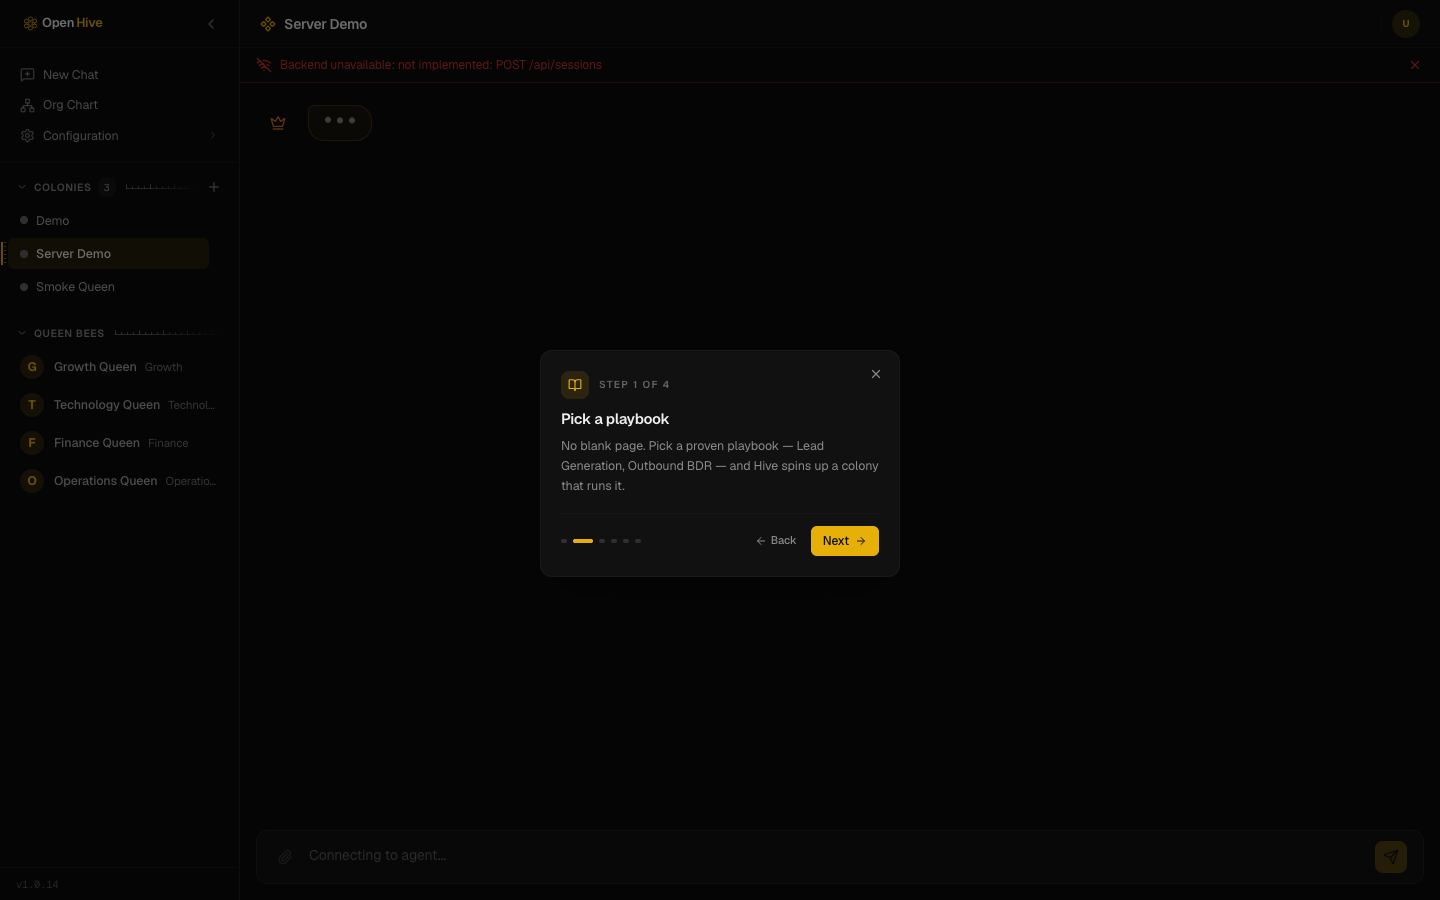 Open Hive
Server Demo
U
Backend unavailable: not implemented: POST /api/sessions
New Chat
Org Chart
Configuration
COLONIES 3
Demo
Server Demo
Smoke Queen
QUEEN BEES
G Growth Queen Growth
T Technology Queen Technol...
F Finance Queen Finance
O Operations Queen Operatio...
STEP 1 OF 4
Pick a playbook
No blank page. Pick a proven playbook — Lead
Generation, Outbound BDR — and Hive spins up a colony
that runs it.
Back
Next
Connecting to agent...
v1.0.14